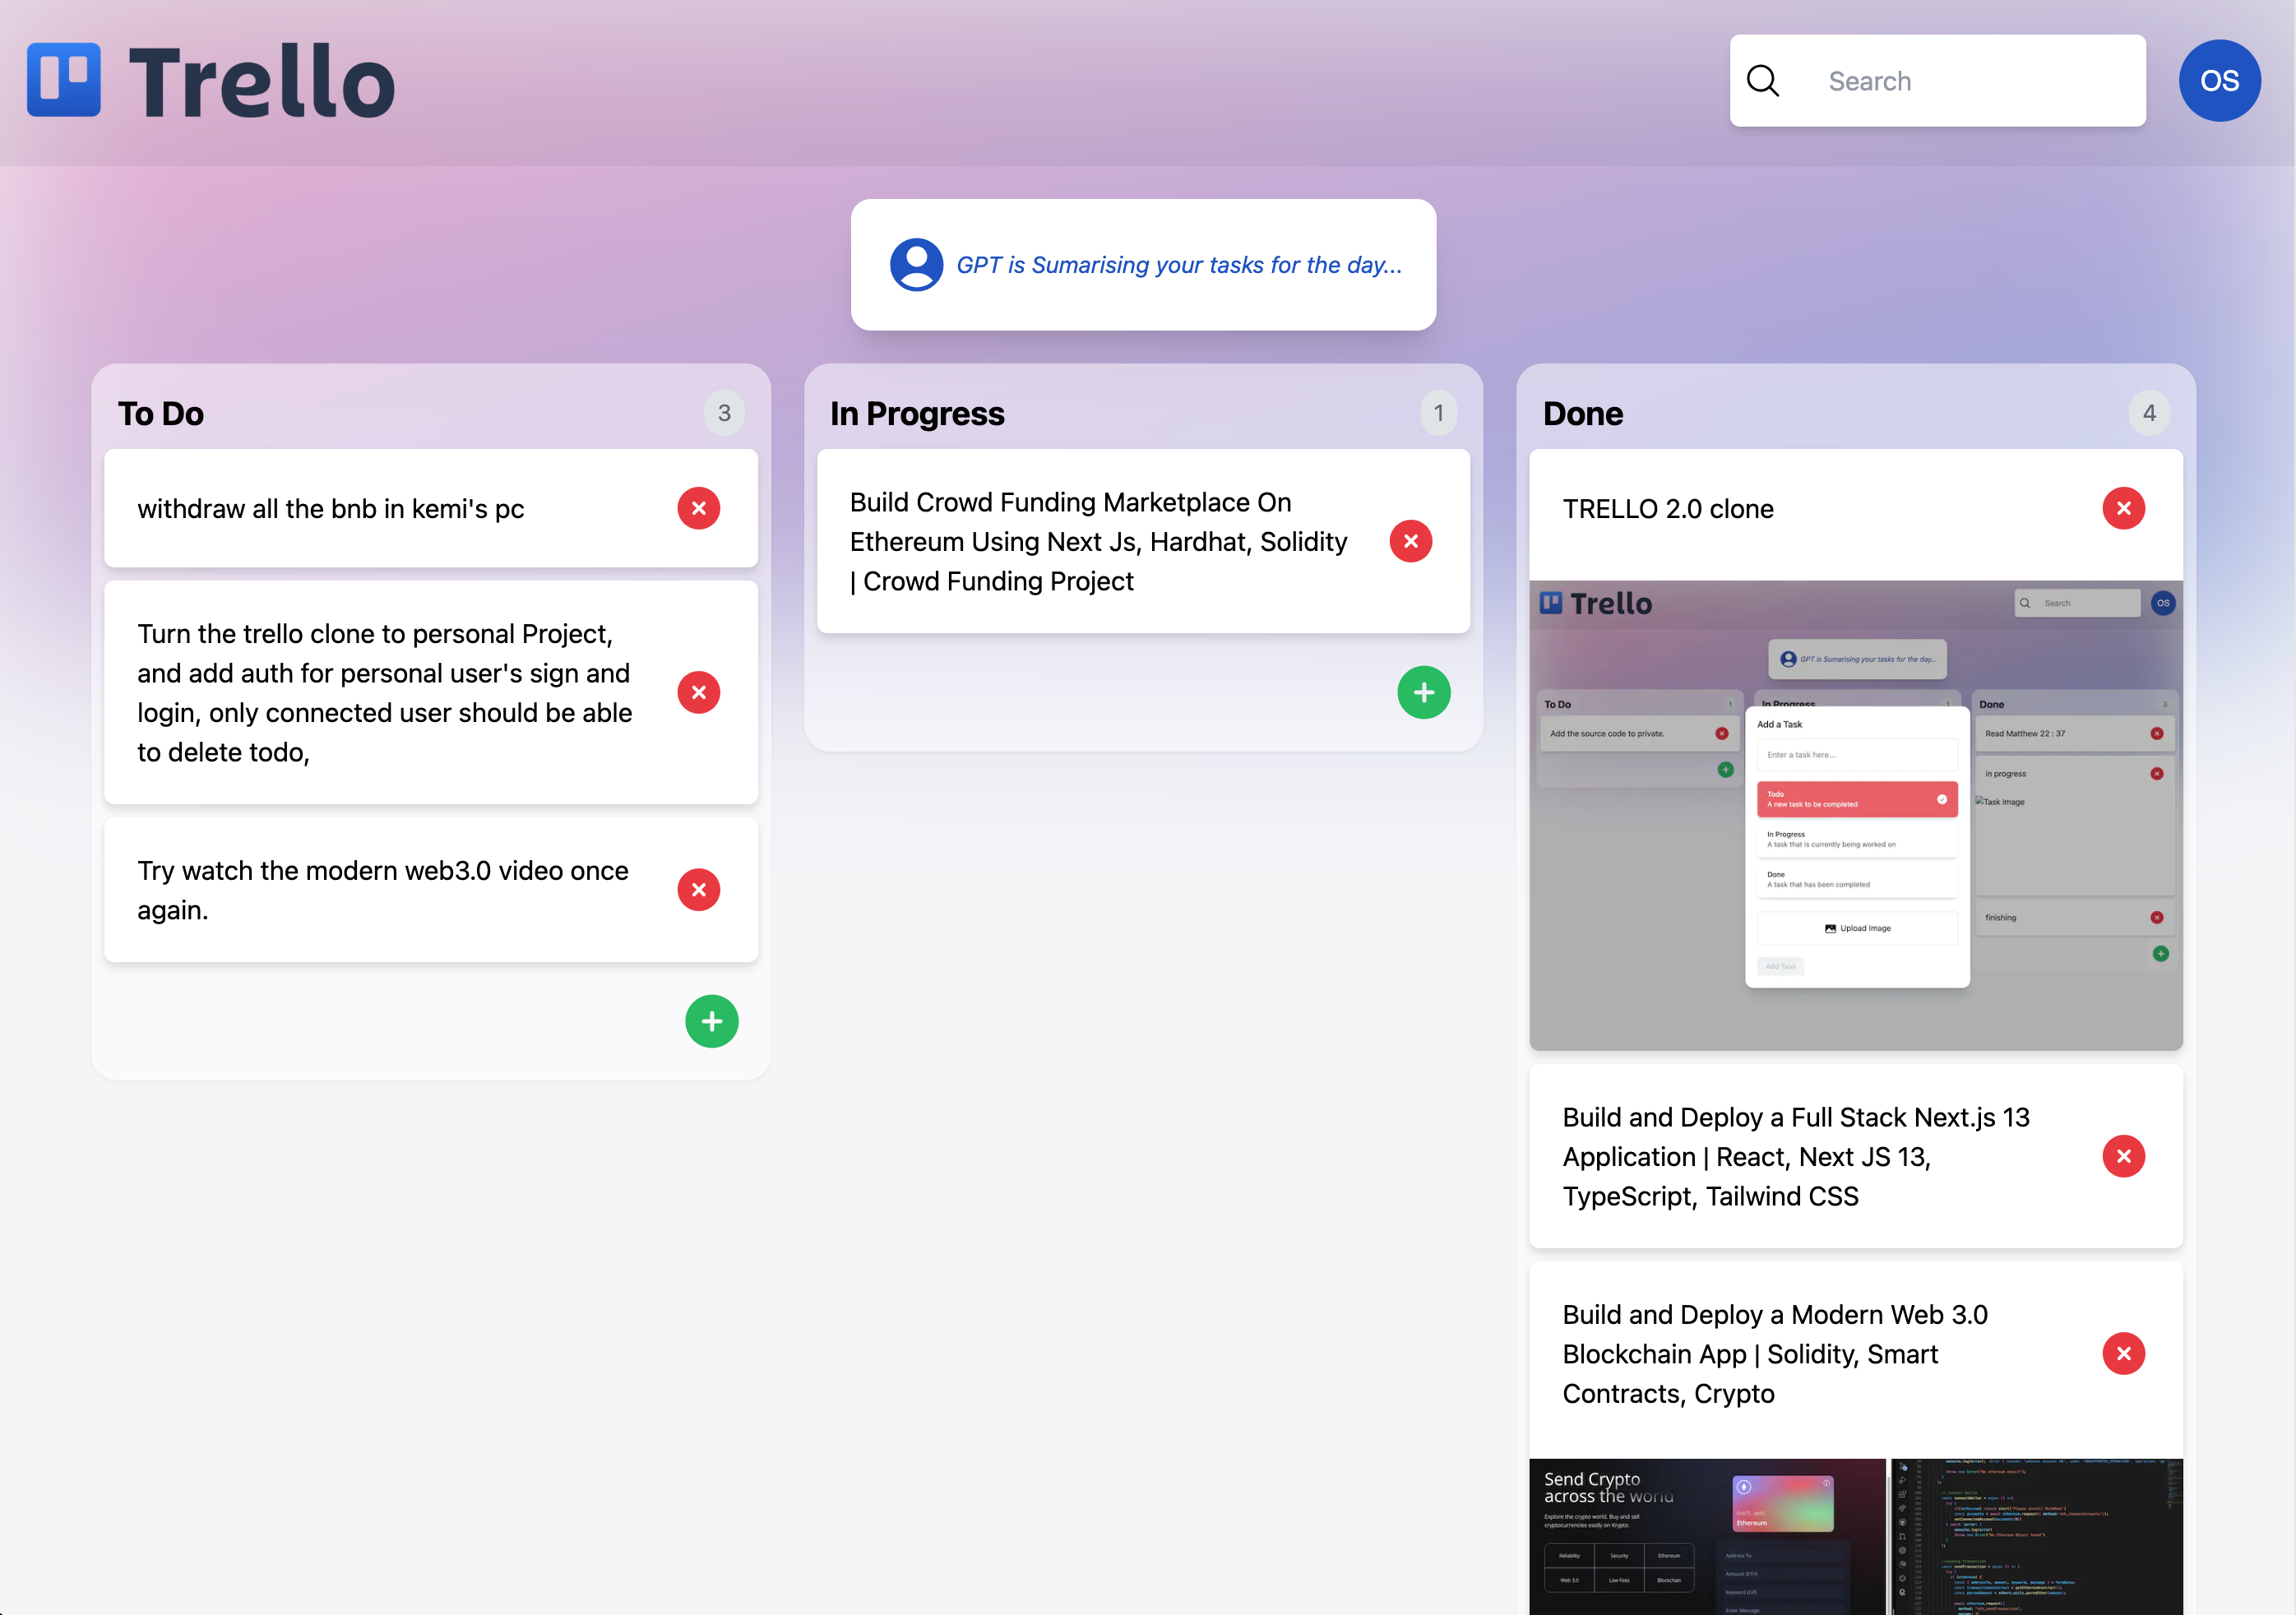 Trello
Search
OS
GPT is Sumarising your tasks for the day...
To Do
3
withdraw all the bnb in kemi's pc
Turn the trello clone to personal Project,
and add auth for personal user's sign and
login, only connected user should be able
to delete todo,
Try watch the modern web3.0 video once
again.
In Progress
1
Build Crowd Funding Marketplace On
Ethereum Using Next Js, Hardhat, Solidity
| Crowd Funding Project
Done
4
TRELLO 2.0 clone
Trello
Search
OS
GPT is Sumarising your tasks for the day...
To Do
1
Add the source code to private.
In Progress
1
Add a Task
Enter a task here...
Todo
A new task to be completed
In Progress
A task that is currently being worked on
Done
A task that has been completed
Upload Image
Add Task
Done
3
Read Matthew 22 : 37
in progress
Task Image
finishing
Build and Deploy a Full Stack Next.js 13
Application | React, Next JS 13,
TypeScript, Tailwind CSS
Build and Deploy a Modern Web 3.0
Blockchain App | Solidity, Smart
Contracts, Crypto
Send Crypto
across the world
Explore the crypto world. Buy and sell
cryptocurrencies easily on Krypto.
Reliability
Security
Ethereum
Web 3.0
Low Fees
Blockchain
Ethereum
Address To
Amount (ETH)
Keyword (Gif)
Enter Message